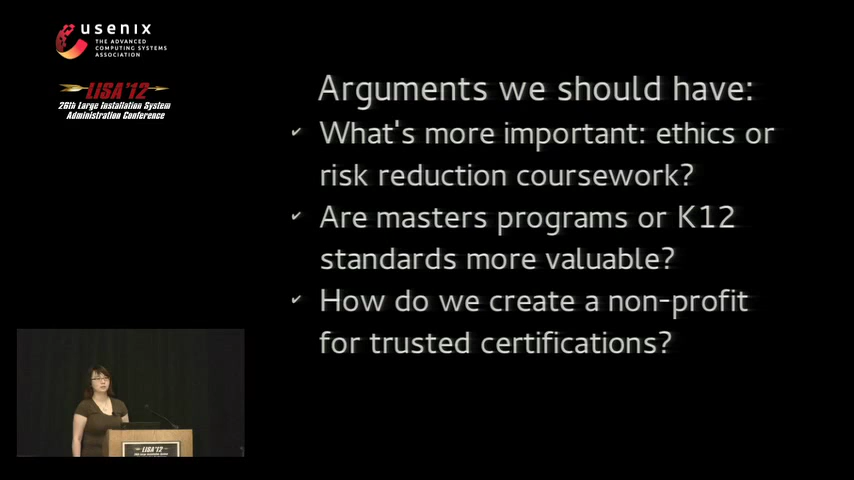 usenix
THE ADVANCED
COMPUTING SYSTEMS
ASSOCIATION
LISA'12
26th Large Installation System
Administration Conference
Arguments we should have:
✔ What's more important: ethics or
risk reduction coursework?
✔ Are masters programs or K12
standards more valuable?
✔ How do we create a non-profit
for trusted certifications?
LISA'12